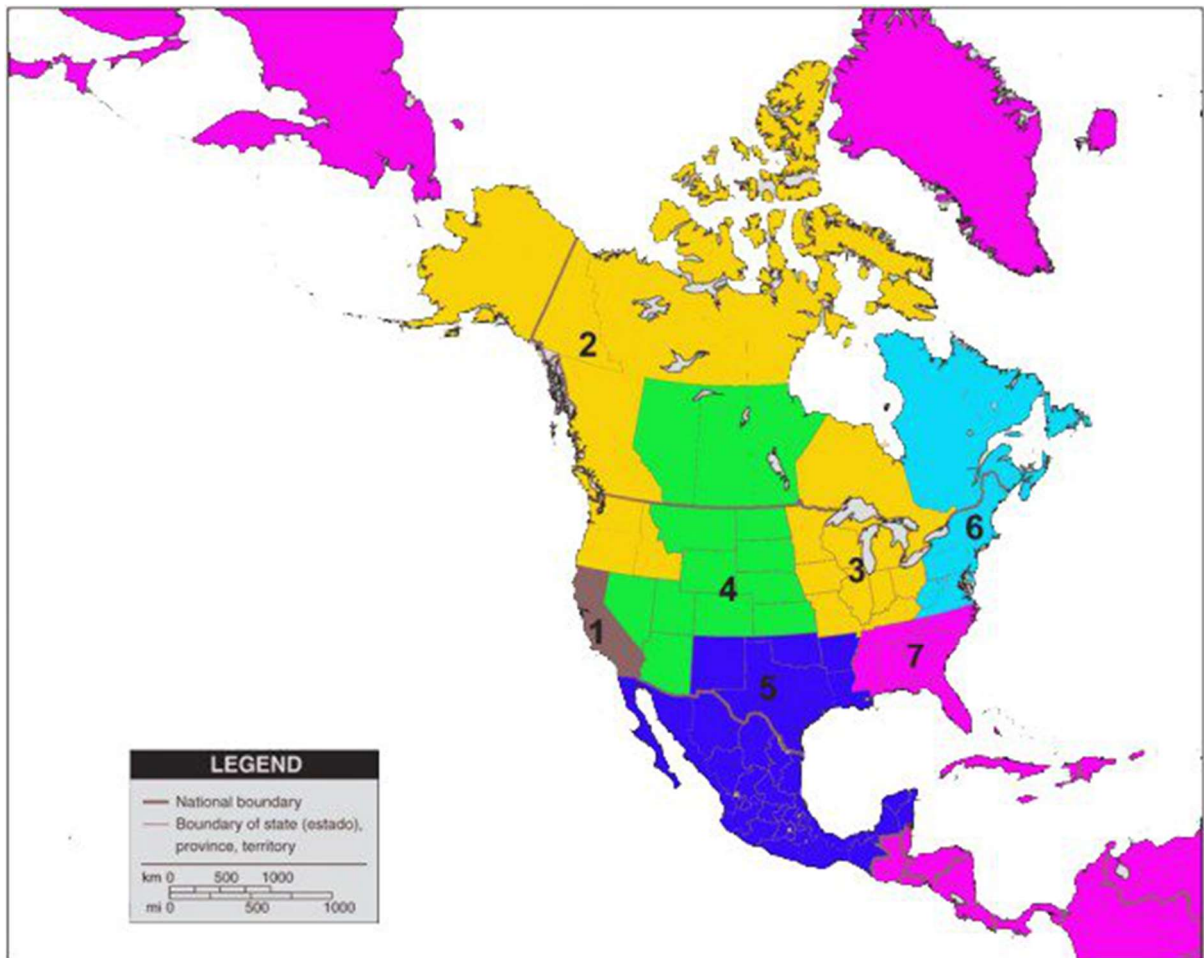 2
6
3
4
1
7
5
LEGEND
National boundary
Boundary of state (estado),
province, territory
km 0 500 1000
mi 0 500 1000